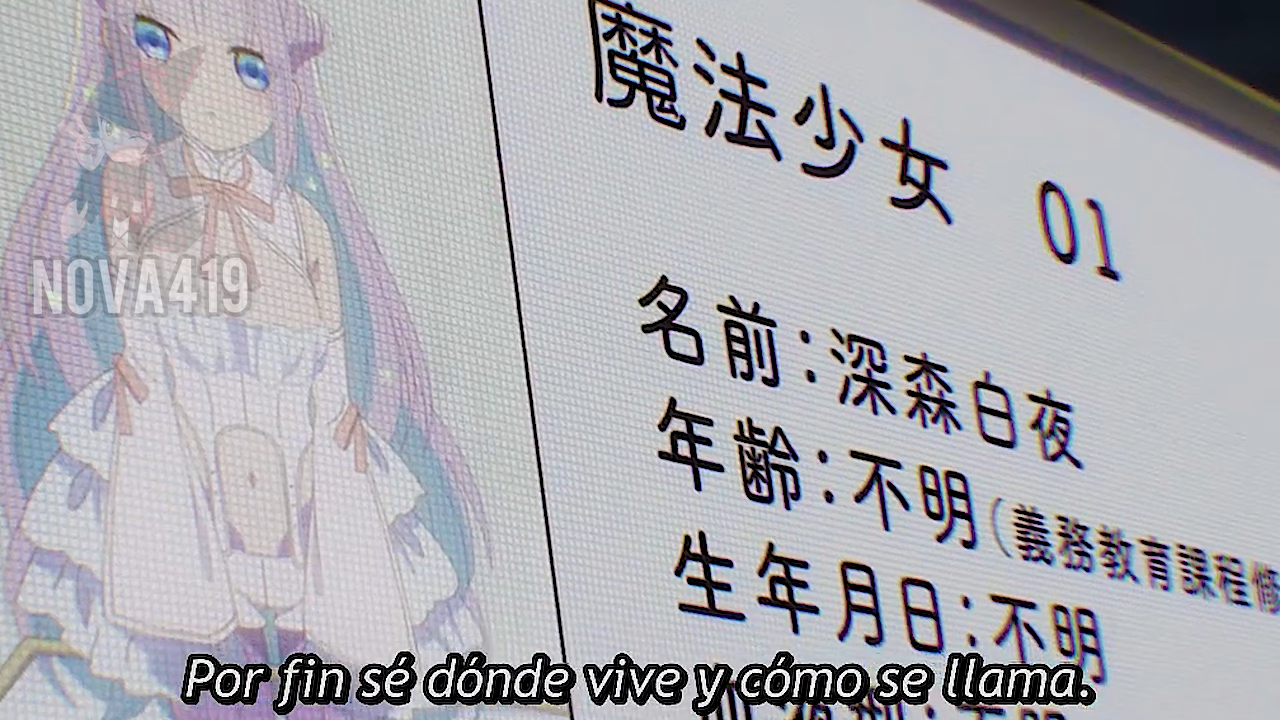 魔法少女　01
名前：深森白夜
年齢：不明（義務教育課程修
生年月日：不明
NOVA419
Por fin sé dónde vive y cómo se llama.